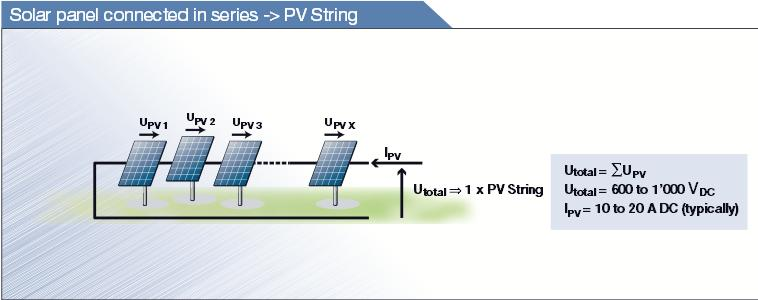 Solar panel connected in series -> PV String
UPV 1 UPV 2 UPV 3 UPV X
IPV
Utotal ⇒ 1 x PV String
Utotal = ∑UPV
Utotal = 600 to 1'000 VDC
IPV = 10 to 20 A DC (typically)